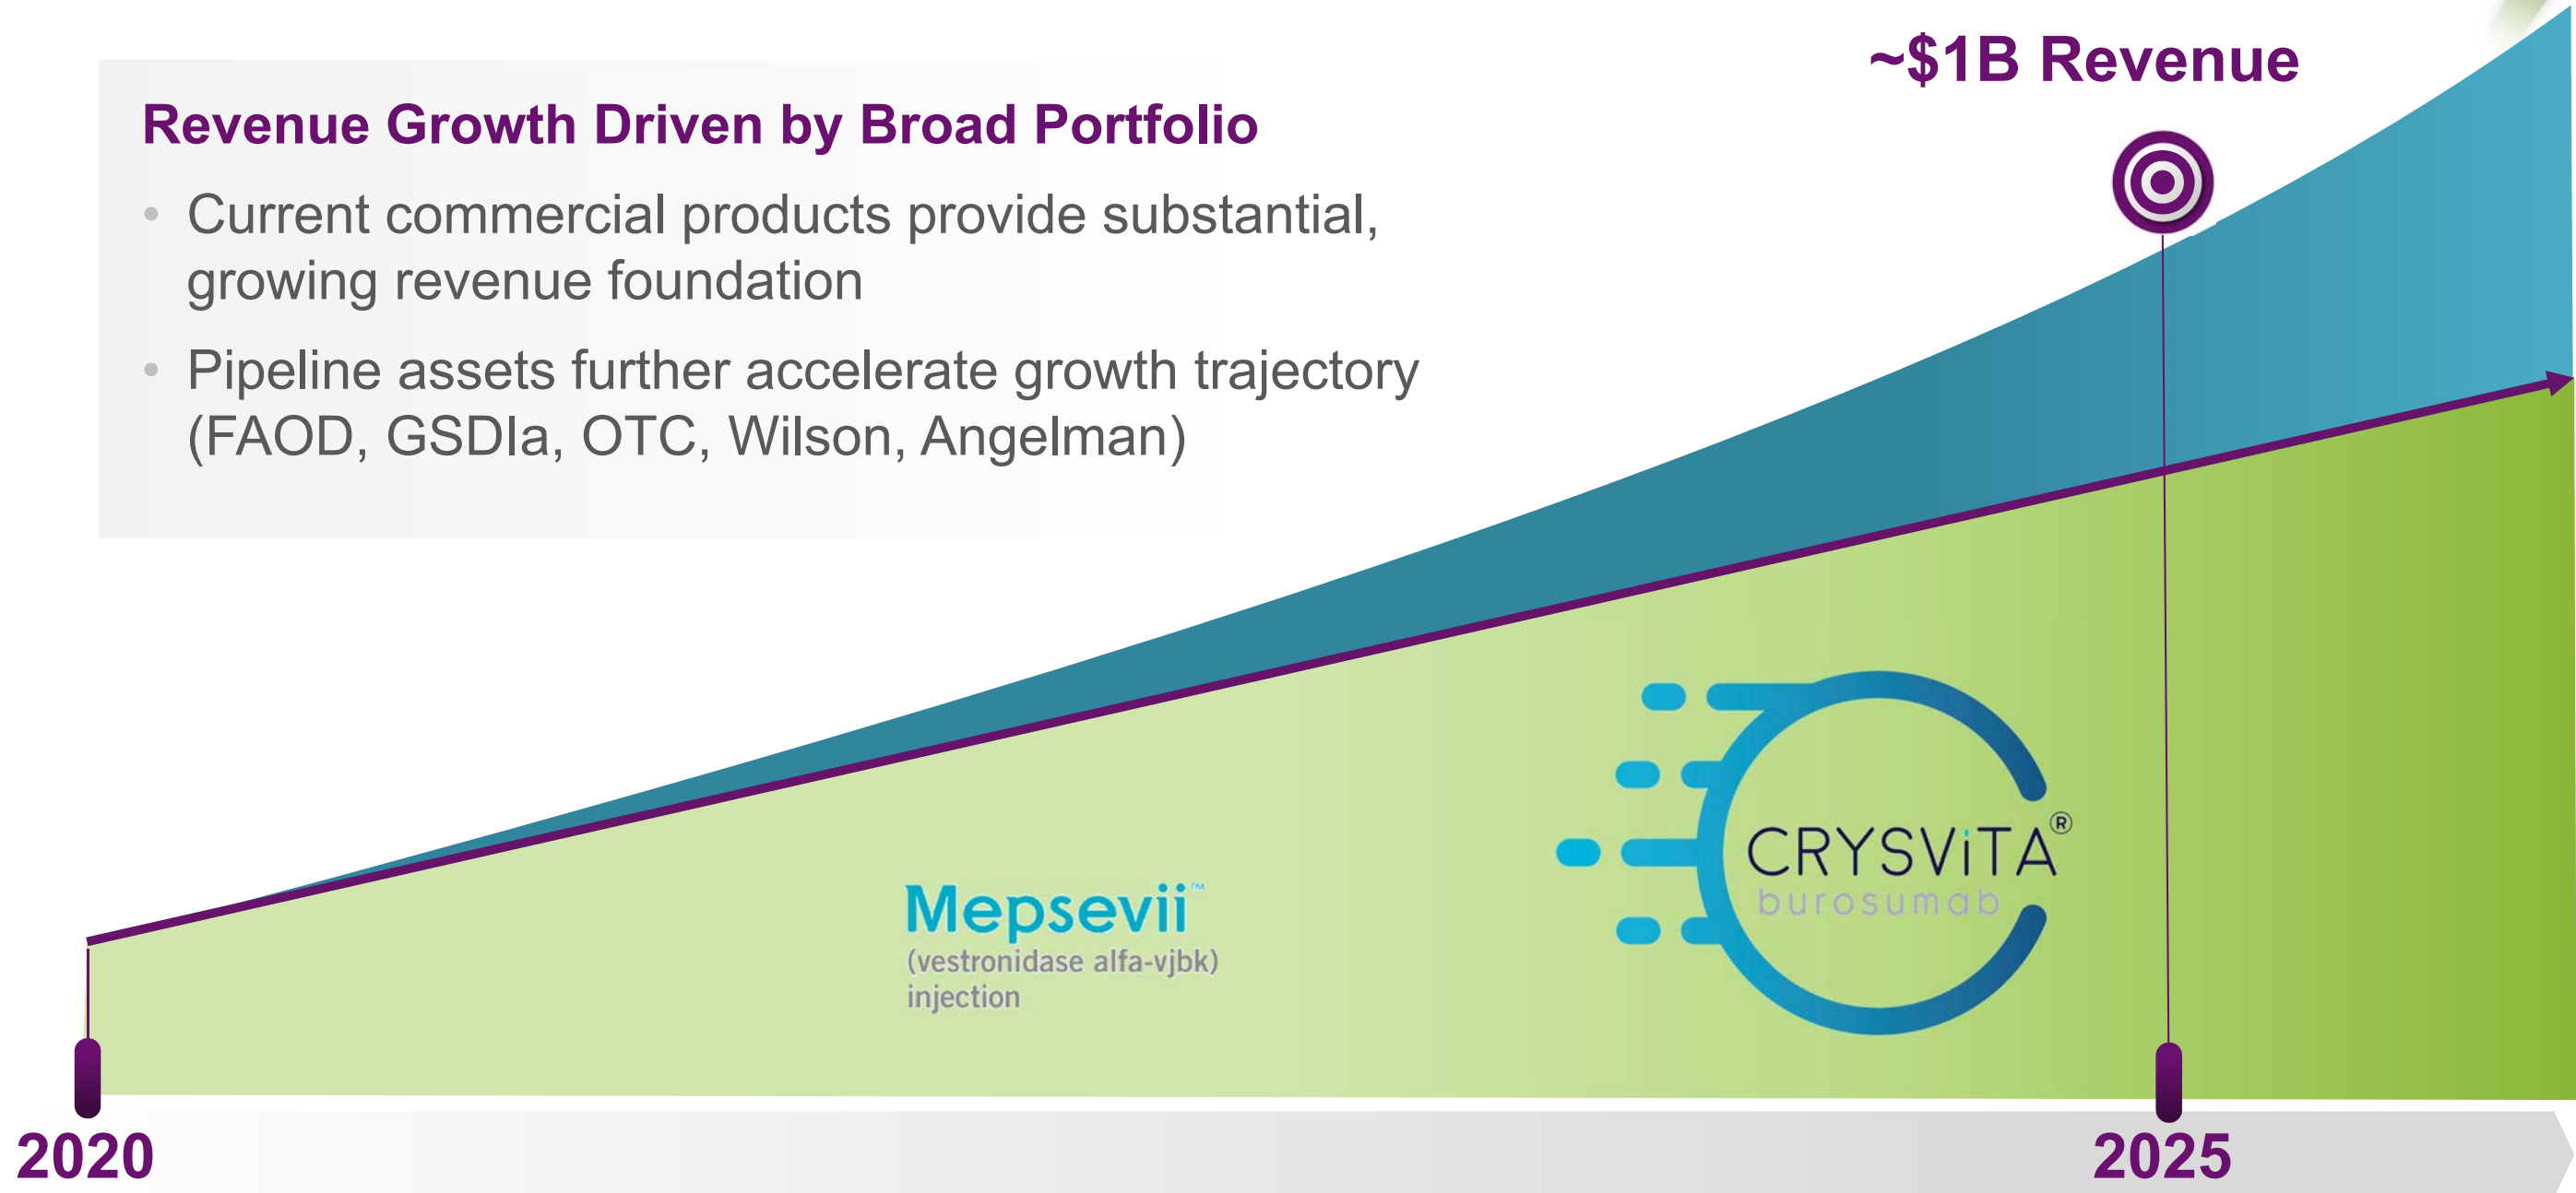 ~$1B Revenue
Revenue Growth Driven by Broad Portfolio
• Current commercial products provide substantial,
growing revenue foundation
• Pipeline assets further accelerate growth trajectory
(FAOD, GSDIa, OTC, Wilson, Angelman)
CRYSViTA®
burosumab
Mepsevii™
(vestronidase alfa-vjbk)
injection
2020
2025